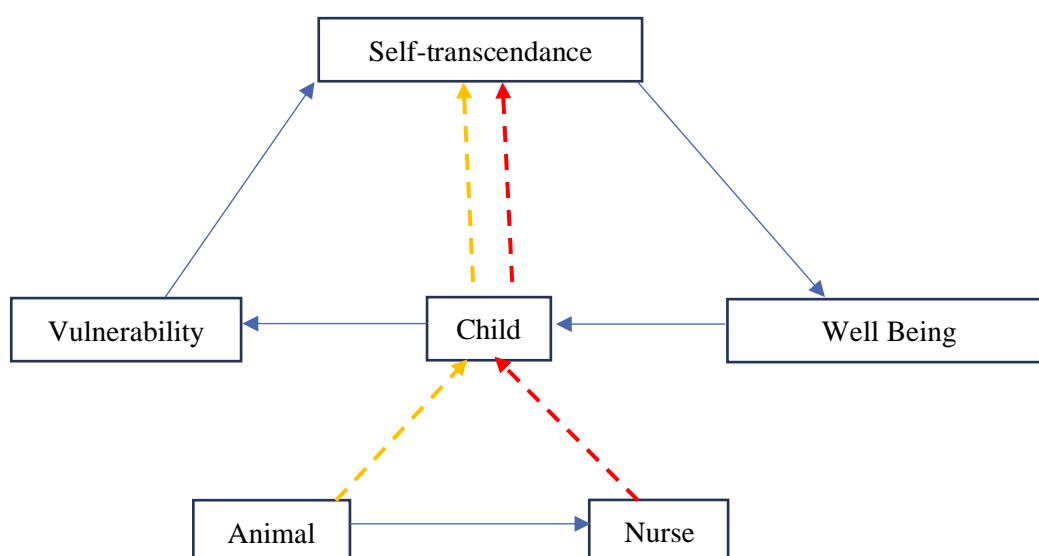 Self-transcendance
Vulnerability
Child
Well Being
Animal
Nurse